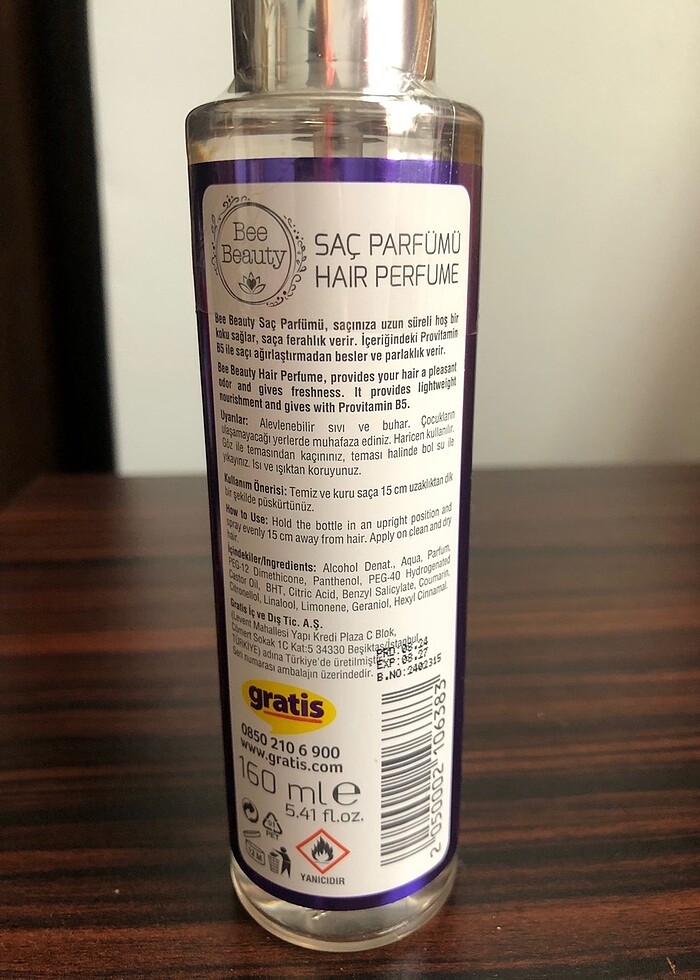 Bee
Beauty
SAÇ PARFÜMÜ
HAIR PERFUME
Bee Beauty Saç Parfümü, saçınıza uzun süreli hoş bir
koku sağlar, saça ferahlık verir. İçeriğindeki Provitamin
B5 ile saçı ağırlaştırmadan besler ve parlaklık verir.
Bee Beauty Hair Perfume, provides your hair a pleasant
odor and gives freshness. It provides lightweight
nourishment and gives with Provitamin B5.
Uyarılar: Alevlenebilir sıvı ve buhar. Çocukların
ulaşamayacağı yerlerde muhafaza ediniz. Haricen kullanılır.
Göz ile temasından kaçınınız, teması halinde bol su ile
yıkayınız. Isı ve ışıktan koruyunuz.
Kullanım Önerisi: Temiz ve kuru saça 15 cm uzaklıktan dik
bir şekilde püskürtünüz.
How to Use: Hold the bottle in an upright position and
spray evenly 15 cm away from hair. Apply on clean and dry
hair.
İçindekiler/Ingredients: Alcohol Denat., Aqua, Parfum,
PEG-12 Dimethicone, Panthenol, PEG-40 Hydrogenated
Castor Oil, BHT, Citric Acid, Benzyl Salicylate, Coumarin,
Citronellol, Linalool, Limonene, Geraniol, Hexyl Cinnamal.
Gratis İç ve Dış Tic. A.Ş.
(Levent Mahallesi Yapı Kredi Plaza C Blok,
Cömert Sokak 1C Kat:5 34330 Beşiktaş/İstanbul,
TÜRKİYE) adına Türkiye'de üretilmiştir.
Seri numarası ambalajın üzerindedir.
PRD:08.24
EXP:08.27
B.NO:2402315
gratis
0850 210 6 900
www.gratis.com
160 ml e
5.41 fl.oz.
01
PET
12 M
YANICIDIR
2 050002 106383